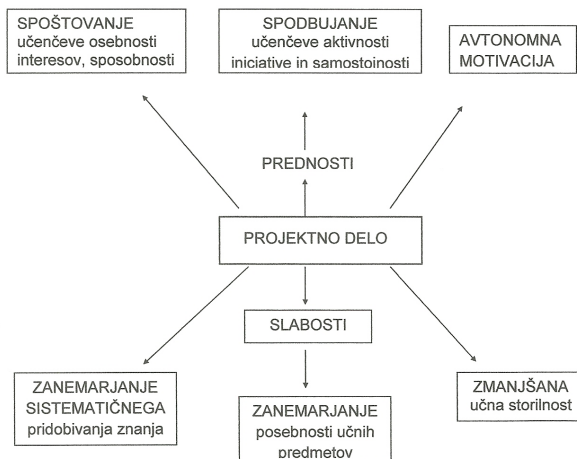 SPOŠTOVANJE
učenčeve osebnosti
interesov, sposobnosti
SPODBUJANJE
učenčeve aktivnosti
iniciative in samostoinosti
AVTONOMNA
MOTIVACIJA
PREDNOSTI
PROJEKTNO DELO
SLABOSTI
ZANEMARJANJE
SISTEMATIČNEGA
pridobivanja znanja
ZANEMARJANJE
posebnosti učnih
predmetov
ZMANJŠANA
učna storilnost